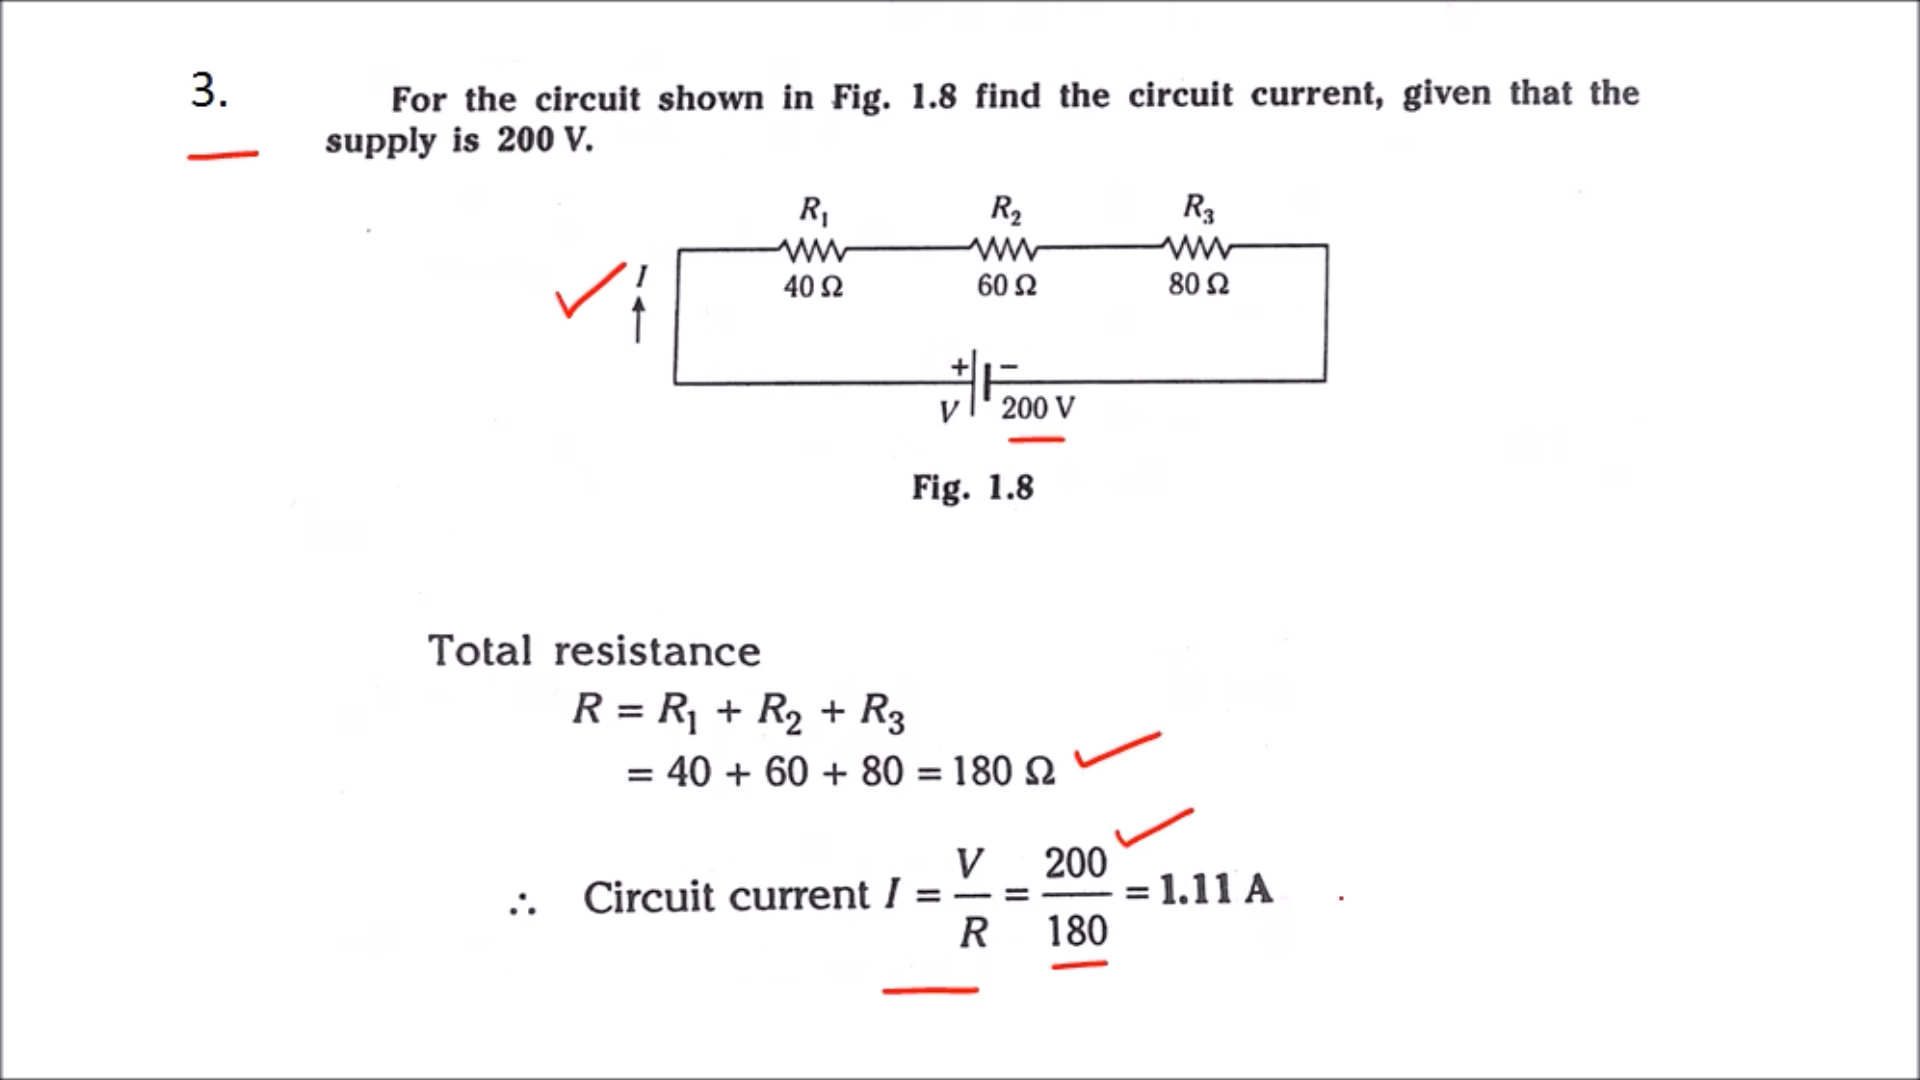 3.
For the circuit shown in Fig. 1.8 find the circuit current, given that the
supply is 200 V.
R₁ R₂ R₃
I
40 Ω 60 Ω 80 Ω
+ −
V 200 V
Fig. 1.8
Total resistance
R = R₁ + R₂ + R₃
= 40 + 60 + 80 = 180 Ω
∴ Circuit current I = V/R = 200/180 = 1.11 A